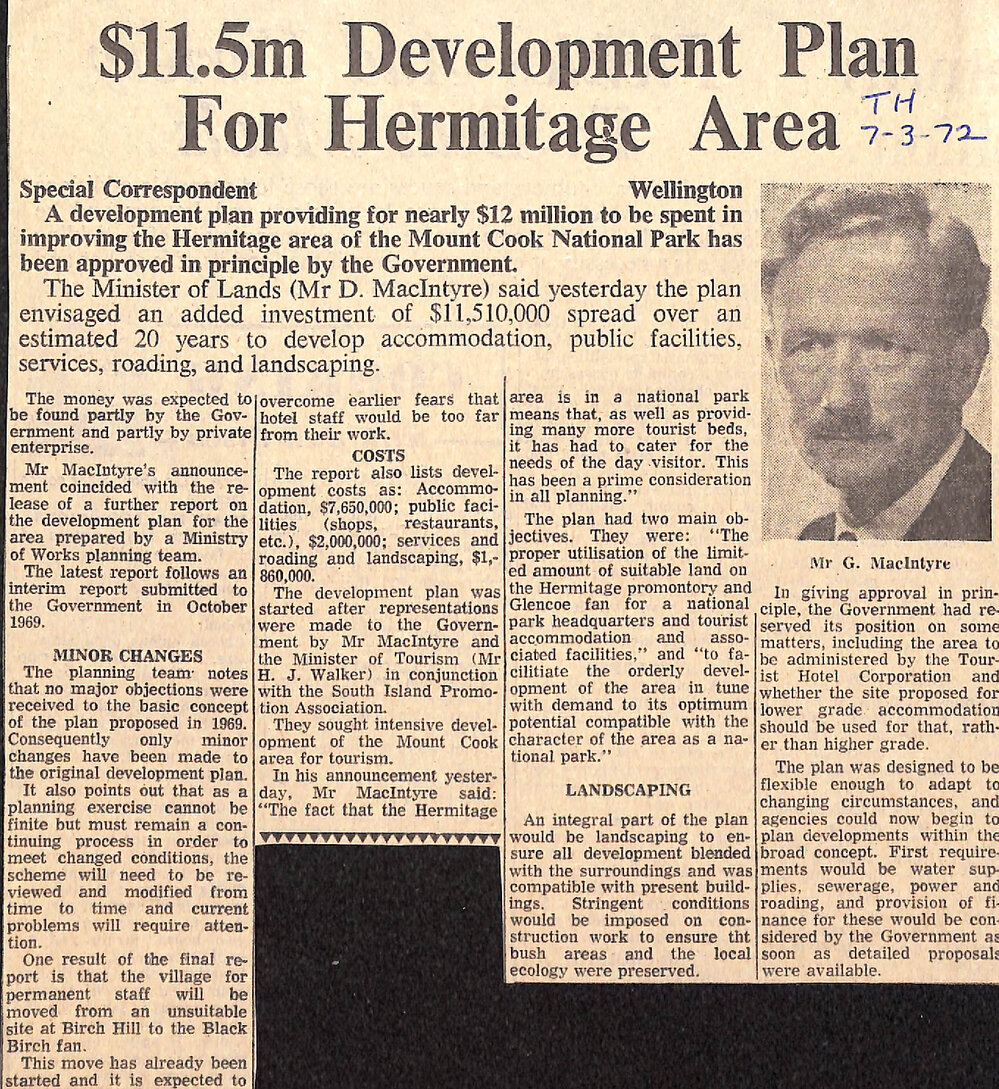 $11.5m Development Plan
For Hermitage Area
TH
7-3-72
Special Correspondent Wellington
A development plan providing for nearly $12 million to be spent in
improving the Hermitage area of the Mount Cook National Park has
been approved in principle by the Government.
The Minister of Lands (Mr D. MacIntyre) said yesterday the plan
envisaged an added investment of $11,510,000 spread over an
estimated 20 years to develop accommodation, public facilities,
services, roading, and landscaping.
The money was expected to
be found partly by the Gov-
ernment and partly by private
enterprise.
Mr MacIntyre's announce-
ment coincided with the re-
lease of a further report on
the development plan for the
area prepared by a Ministry
of Works planning team.
The latest report follows an
interim report submitted to
the Government in October
1969.
MINOR CHANGES
The planning team notes
that no major objections were
received to the basic concept
of the plan proposed in 1969.
Consequently only minor
changes have been made to
the original development plan.
It also points out that as a
planning exercise cannot be
finite but must remain a con-
tinuing process in order to
meet changed conditions, the
scheme will need to be re-
viewed and modified from
time to time and current
problems will require atten-
tion.
One result of the final re-
port is that the village for
permanent staff will be
moved from an unsuitable
site at Birch Hill to the Black
Birch fan.
This move has already been
started and it is expected to
overcome earlier fears that
hotel staff would be too far
from their work.
COSTS
The report also lists devel-
opment costs as: Accommo-
dation, $7,650,000; public faci-
lities (shops, restaurants,
etc.), $2,000,000; services and
roading and landscaping, $1,-
860,000.
The development plan was
started after representations
were made to the Govern-
ment by Mr MacIntyre and
the Minister of Tourism (Mr
H. J. Walker) in conjunction
with the South Island Promo-
tion Association.
They sought intensive devel-
opment of the Mount Cook
area for tourism.
In his announcement yester-
day, Mr MacIntyre said:
"The fact that the Hermitage
area is in a national park
means that, as well as provid-
ing many more tourist beds,
it has had to cater for the
needs of the day visitor. This
has been a prime consideration
in all planning."
The plan had two main ob-
jectives. They were: "The
proper utilisation of the limit-
ed amount of suitable land on
the Hermitage promontory and
Glencoe fan for a national
park headquarters and tourist
accommodation and asso-
ciated facilities," and "to fa-
cilitiate the orderly devel-
opment of the area in tune
with demand to its optimum
potential compatible with the
character of the area as a na-
tional park."
LANDSCAPING
An integral part of the plan
would be landscaping to en-
sure all development blended
with the surroundings and was
compatible with present build-
ings. Stringent conditions
would be imposed on con-
struction work to ensure tht
bush areas and the local
ecology were preserved.
Mr G. MacIntyre
In giving approval in prin-
ciple, the Government had re-
served its position on some
matters, including the area to
be administered by the Tour-
ist Hotel Corporation and
whether the site proposed for
lower grade accommodation
should be used for that, rath-
er than higher grade.
The plan was designed to be
flexible enough to adapt to
changing circumstances, and
agencies could now begin to
plan developments within the
broad concept. First require-
ments would be water sup-
plies, sewerage, power and
roading, and provision of fi-
nance for these would be con-
sidered by the Government as
soon as detailed proposals
were available.